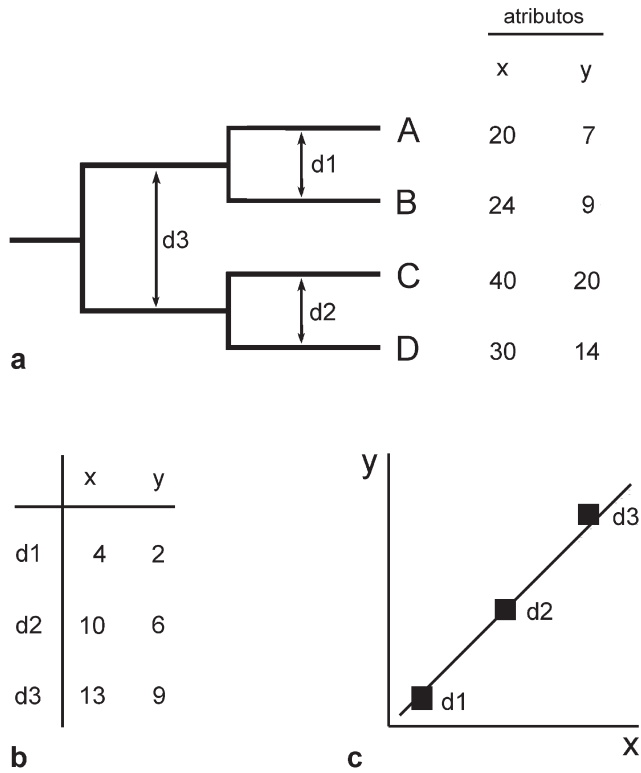 atributos
x y
A 20 7
d1
B 24 9
d3
C 40 20
d2
D 30 14
a
x y
d1 4 2
d2 10 6
d3 13 9
b
y
d3
d2
d1
x
c